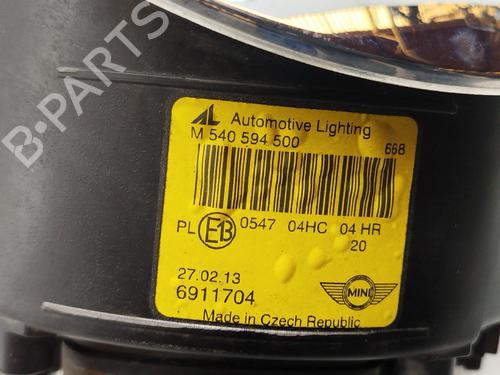 B-PARTS
AL Automotive Lighting
M 540 594 500
668
PL E13 0547 04HC 04 HR
20
27.02.13
6911704
MINI
Made in Czech Republic